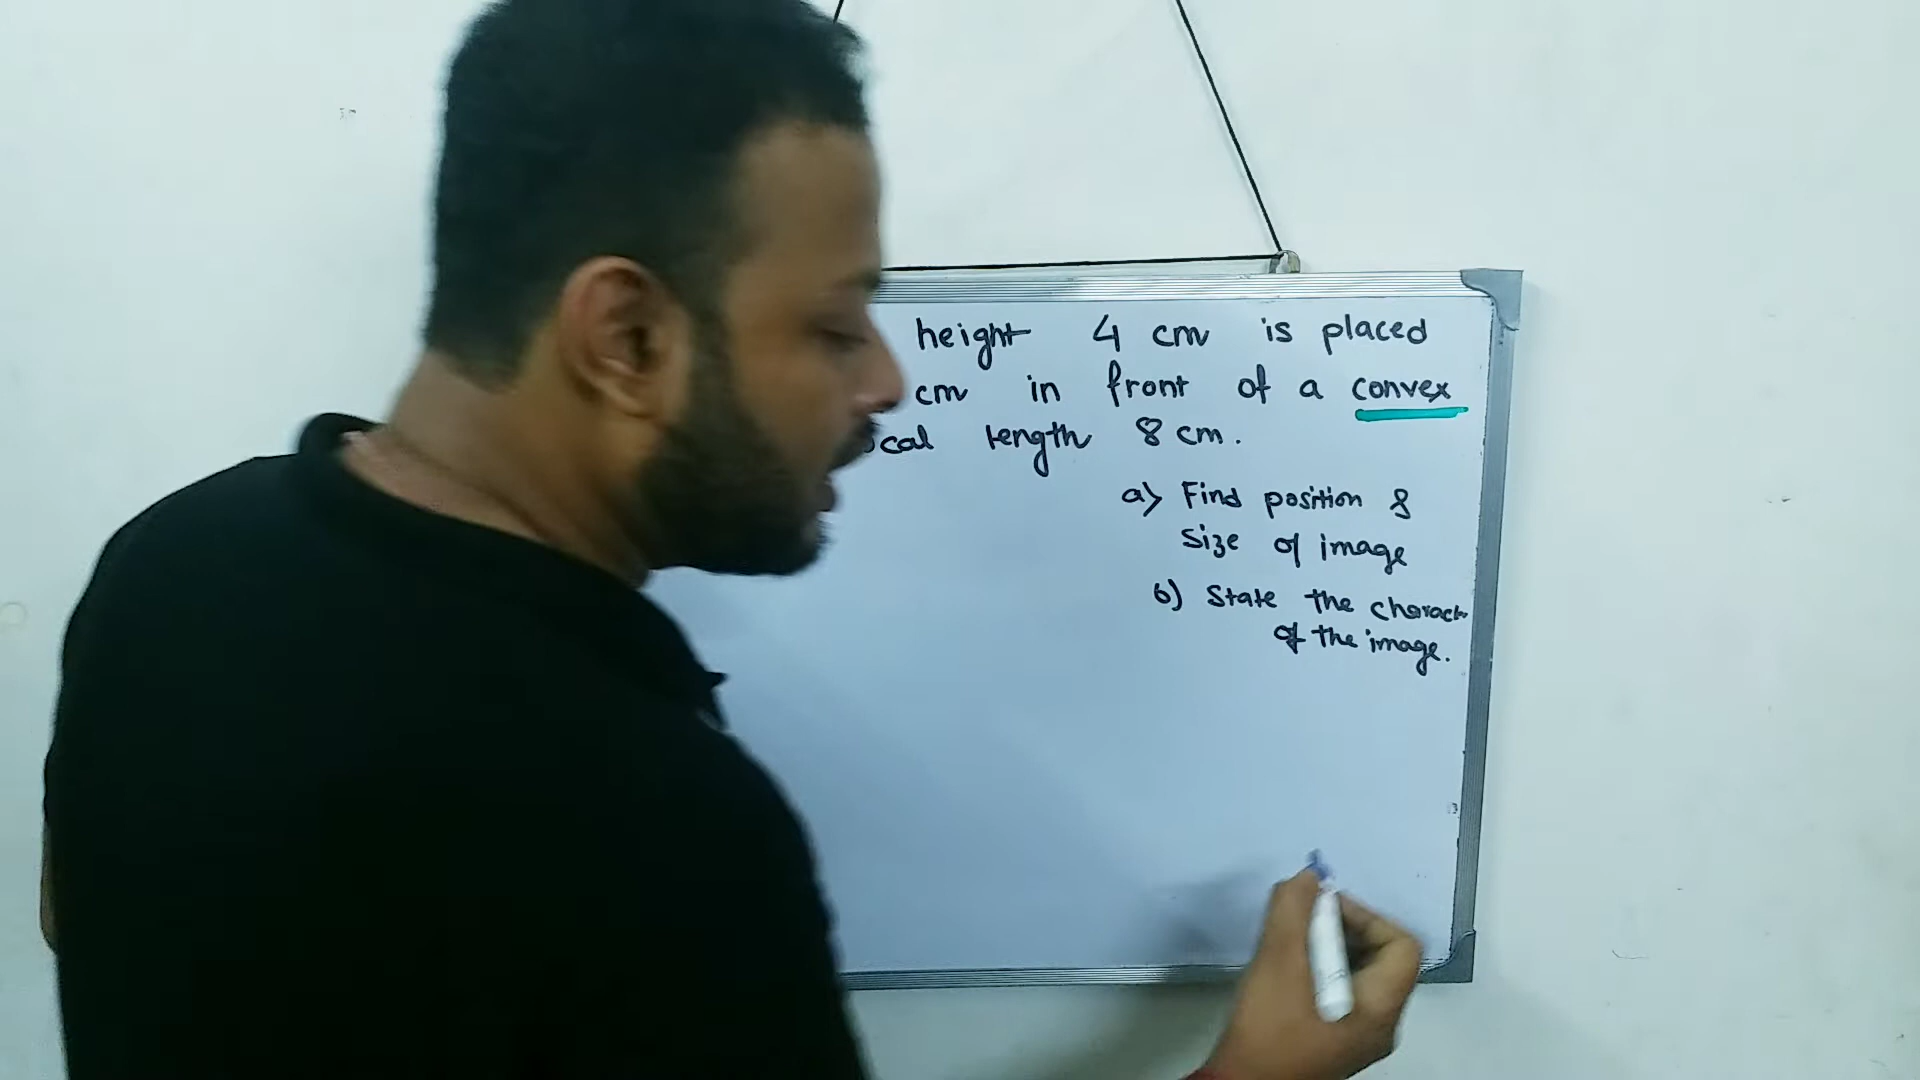 height 4 cm is placed
cm in front of a convex
ocal length 8 cm.
a) Find position &
size of image
b) State the charact
of the image.